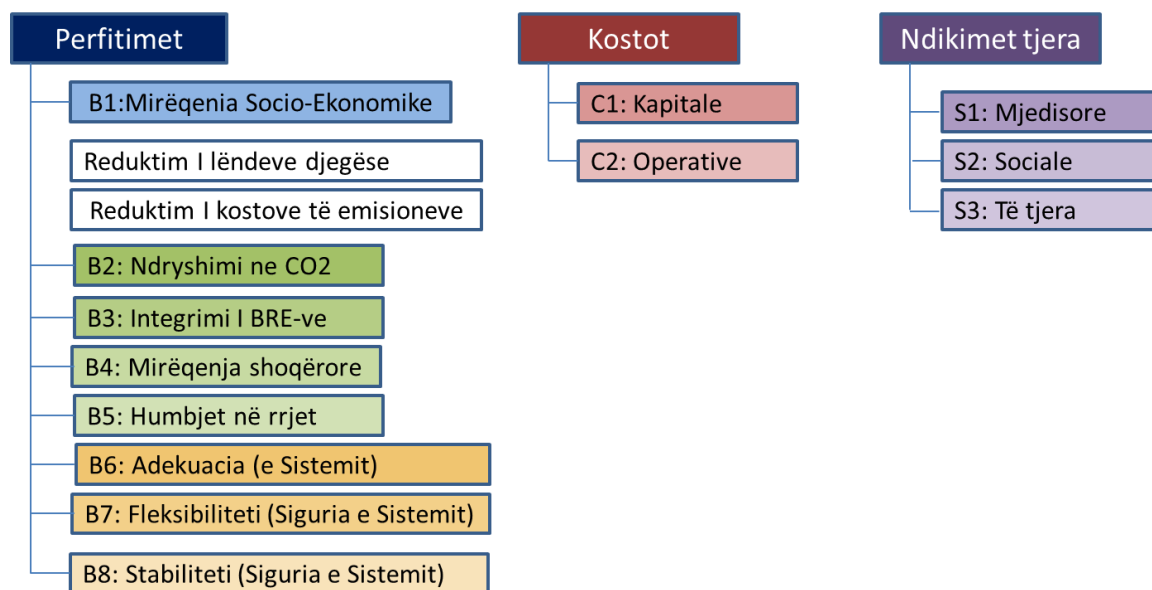 Perfitimet
B1:Mirëqenia Socio-Ekonomike
Reduktim I lëndeve djegëse
Reduktim I kostove të emisioneve
B2: Ndryshimi ne CO2
B3: Integrimi I BRE-ve
B4: Mirëqenja shoqërore
B5: Humbjet në rrjet
B6: Adekuacia (e Sistemit)
B7: Fleksibiliteti (Siguria e Sistemit)
B8: Stabiliteti (Siguria e Sistemit)
Kostot
C1: Kapitale
C2: Operative
Ndikimet tjera
S1: Mjedisore
S2: Sociale
S3: Të tjera